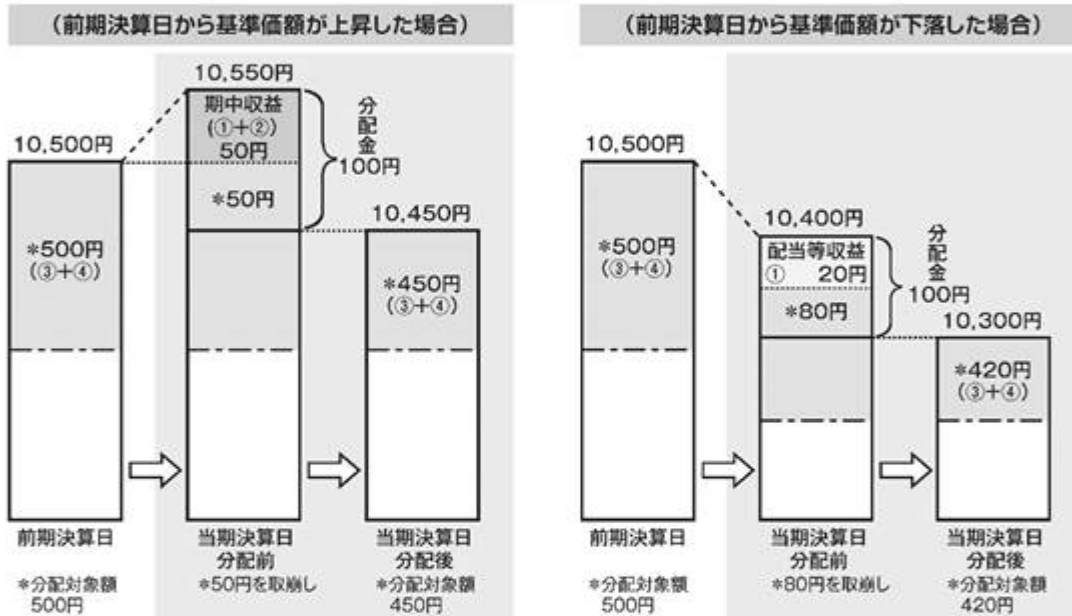 (前期決算日から基準価額が上昇した場合)
10,550円
期中収益
(①+②)
50円
*50円
分配金
100円
10,500円
*500円
(③+④)
10,450円
*450円
(③+④)
前期決算日
*分配対象額
500円
当期決算日
分配前
*50円を取崩し
当期決算日
分配後
*分配対象額
450円
(前期決算日から基準価額が下落した場合)
10,500円
*500円
(③+④)
10,400円
配当等収益
① 20円
*80円
分配金
100円
10,300円
*420円
(③+④)
前期決算日
*分配対象額
500円
当期決算日
分配前
*80円を取崩し
当期決算日
分配後
*分配対象額
420円